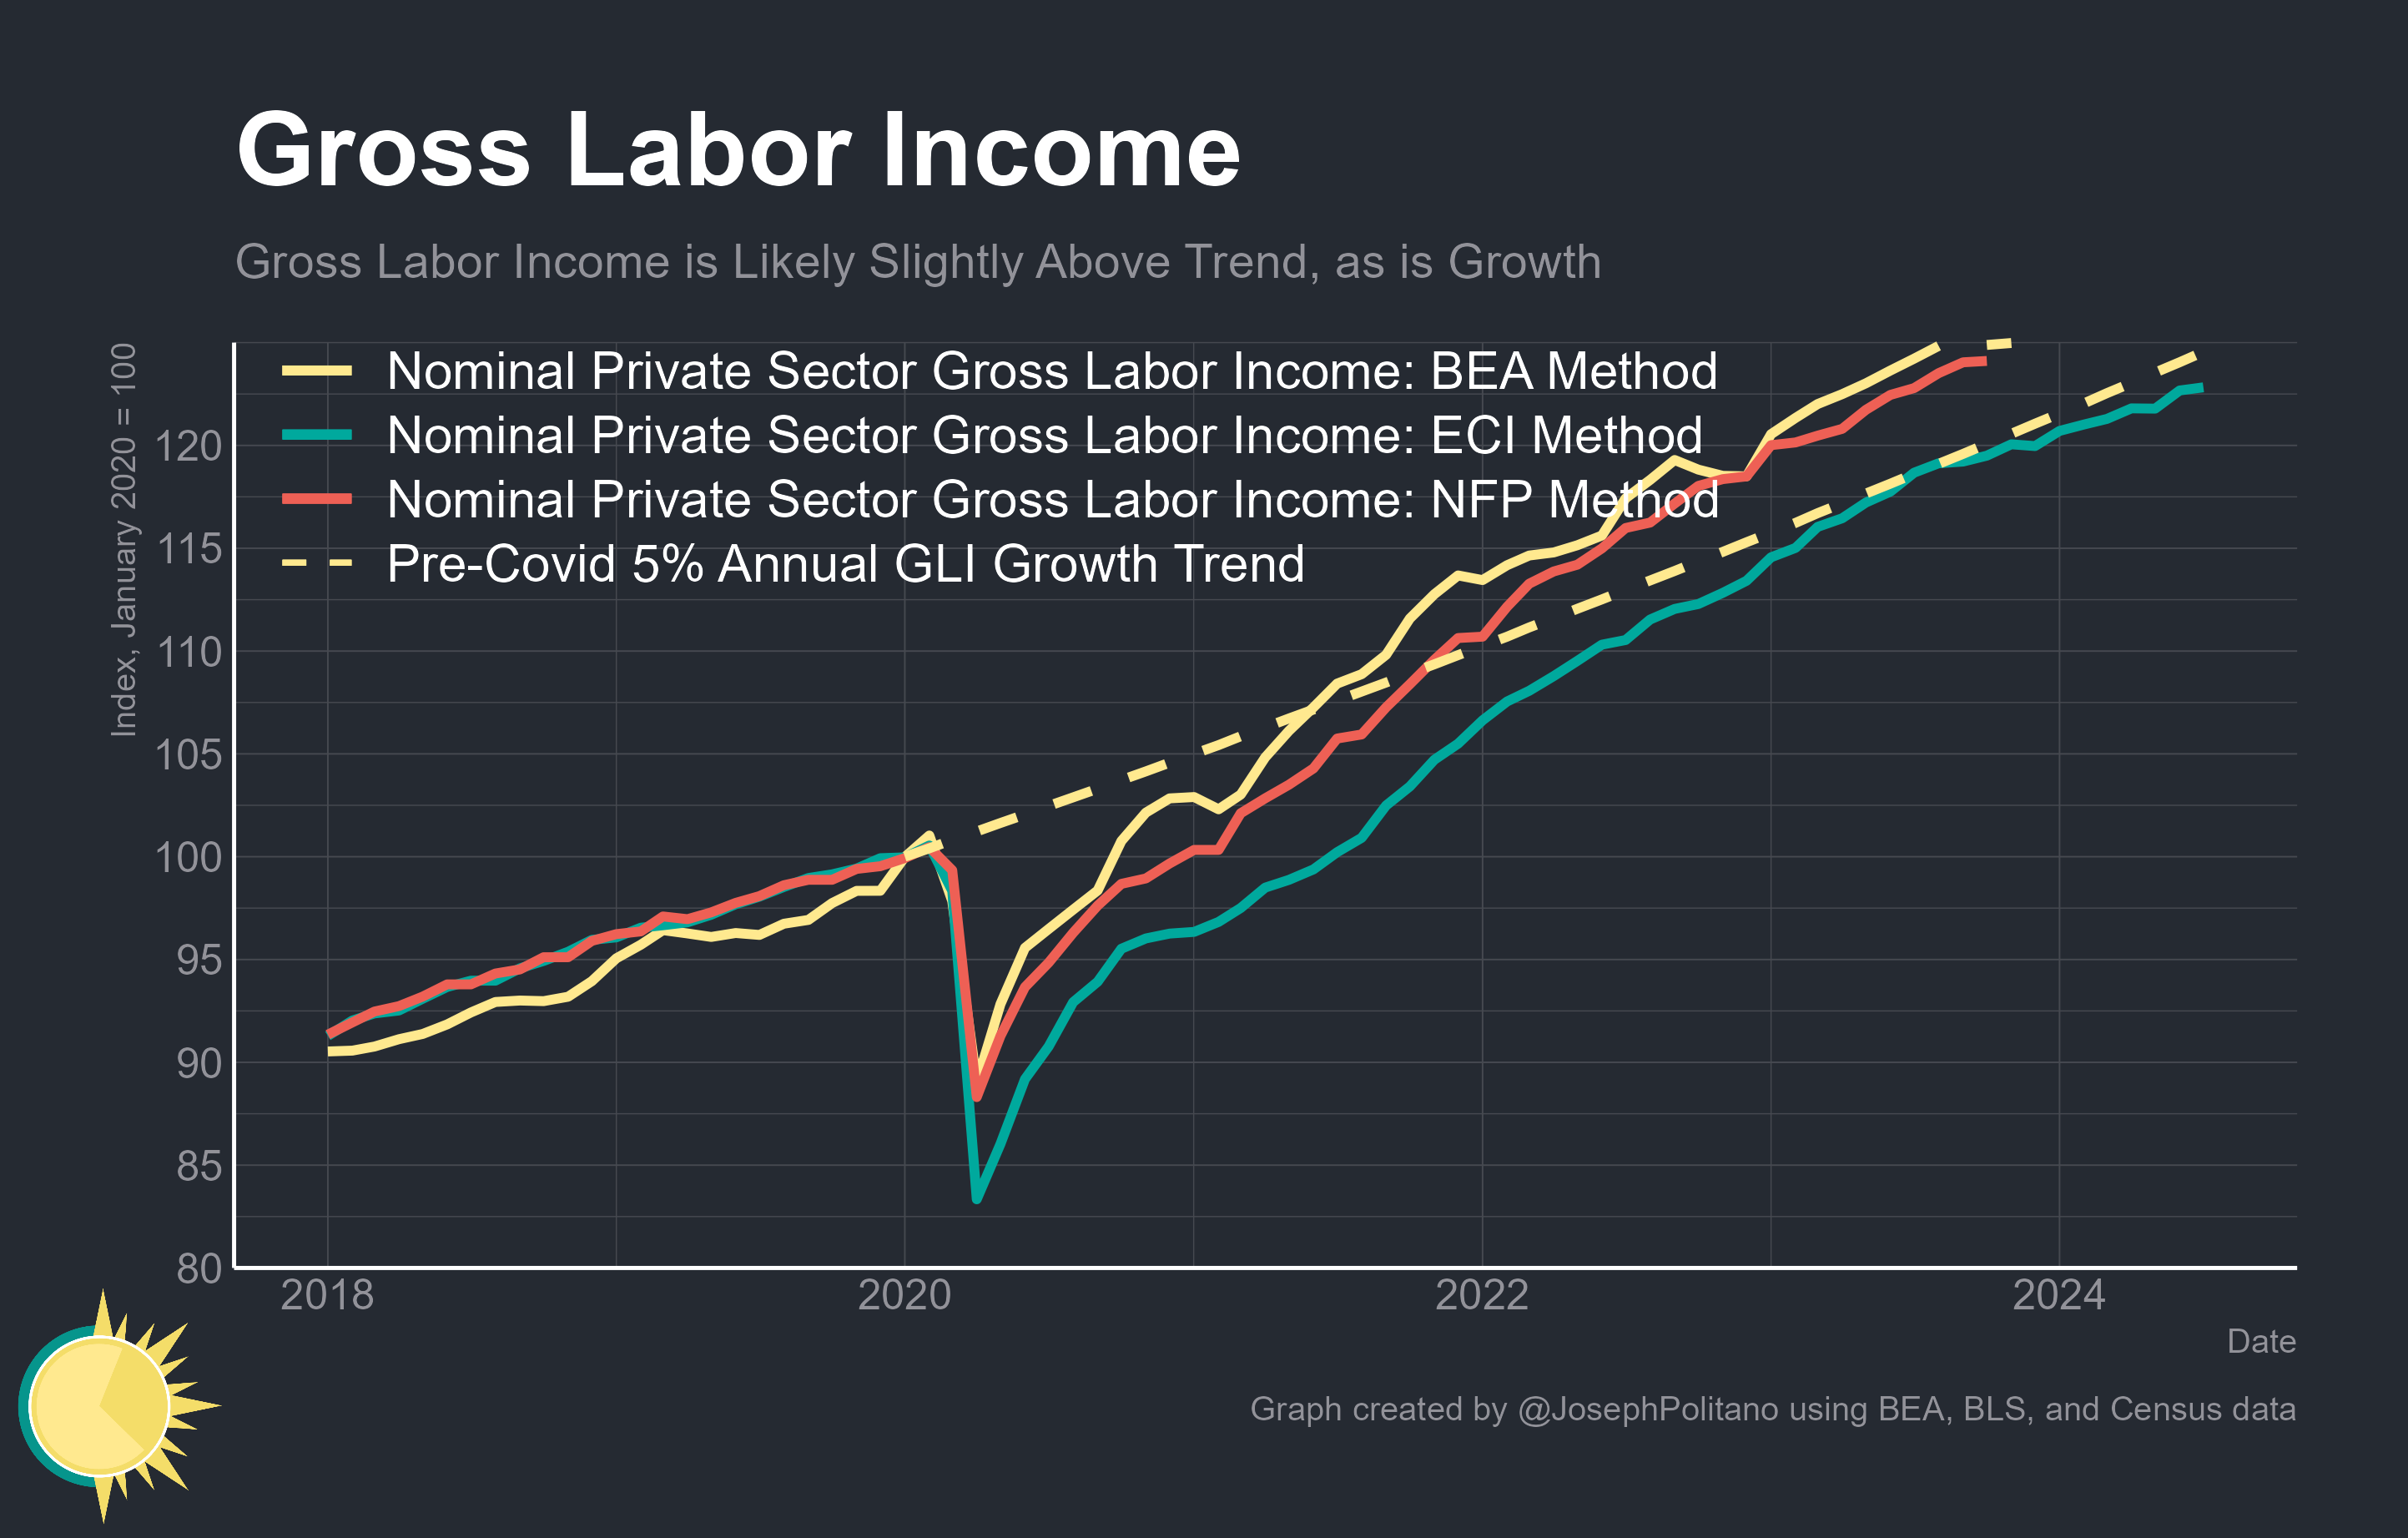 Gross Labor Income
Gross Labor Income is Likely Slightly Above Trend, as is Growth
Index, January 2020 = 100
Nominal Private Sector Gross Labor Income: BEA Method
Nominal Private Sector Gross Labor Income: ECI Method
Nominal Private Sector Gross Labor Income: NFP Method
Pre-Covid 5% Annual GLI Growth Trend
120
115
110
105
100
95
90
85
80
2018 2020 2022 2024
Date
Graph created by @JosephPolitano using BEA, BLS, and Census data